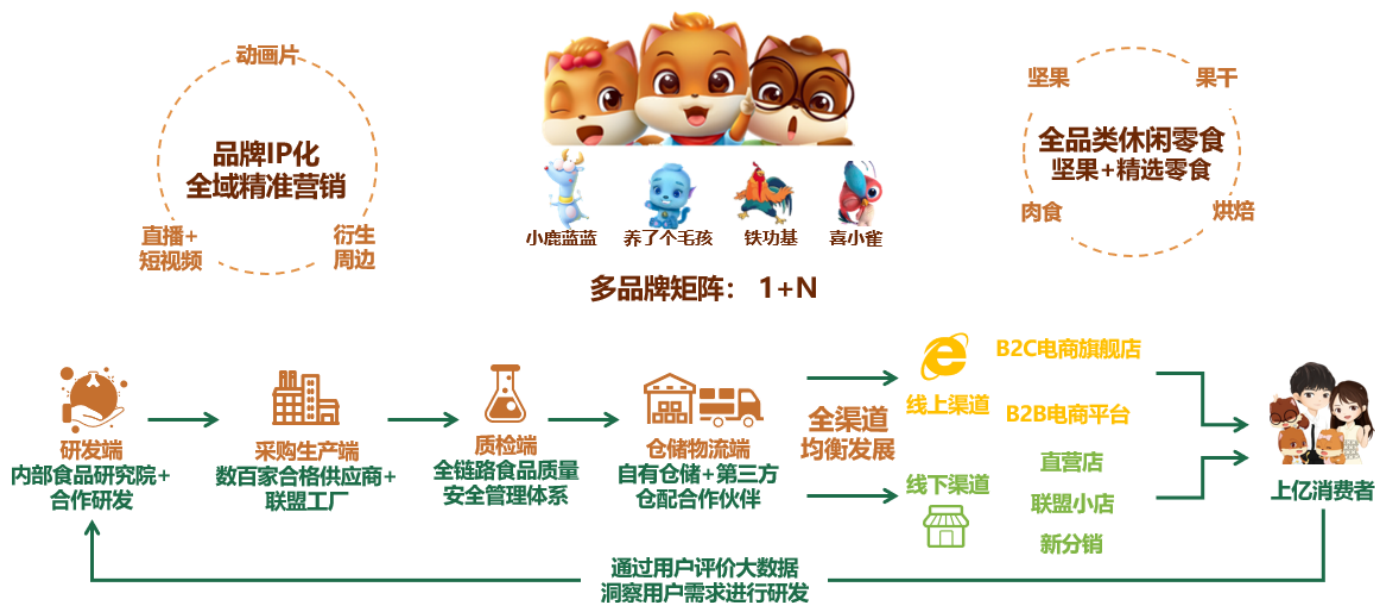 动画片
品牌IP化
全域精准营销
直播+
短视频
衍生
周边
小鹿蓝蓝
养了个毛孩
铁功基
喜小雀
多品牌矩阵： 1+N
坚果
果干
全品类休闲零食
坚果+精选零食
肉食
烘焙
研发端
内部食品研究院+
合作研发
采购生产端
数百家合格供应商+
联盟工厂
质检端
全链路食品质量
安全管理体系
仓储物流端
自有仓储+第三方
仓配合作伙伴
全渠道
均衡发展
线上渠道
B2C电商旗舰店
B2B电商平台
线下渠道
直营店
联盟小店
新分销
上亿消费者
通过用户评价大数据
洞察用户需求进行研发